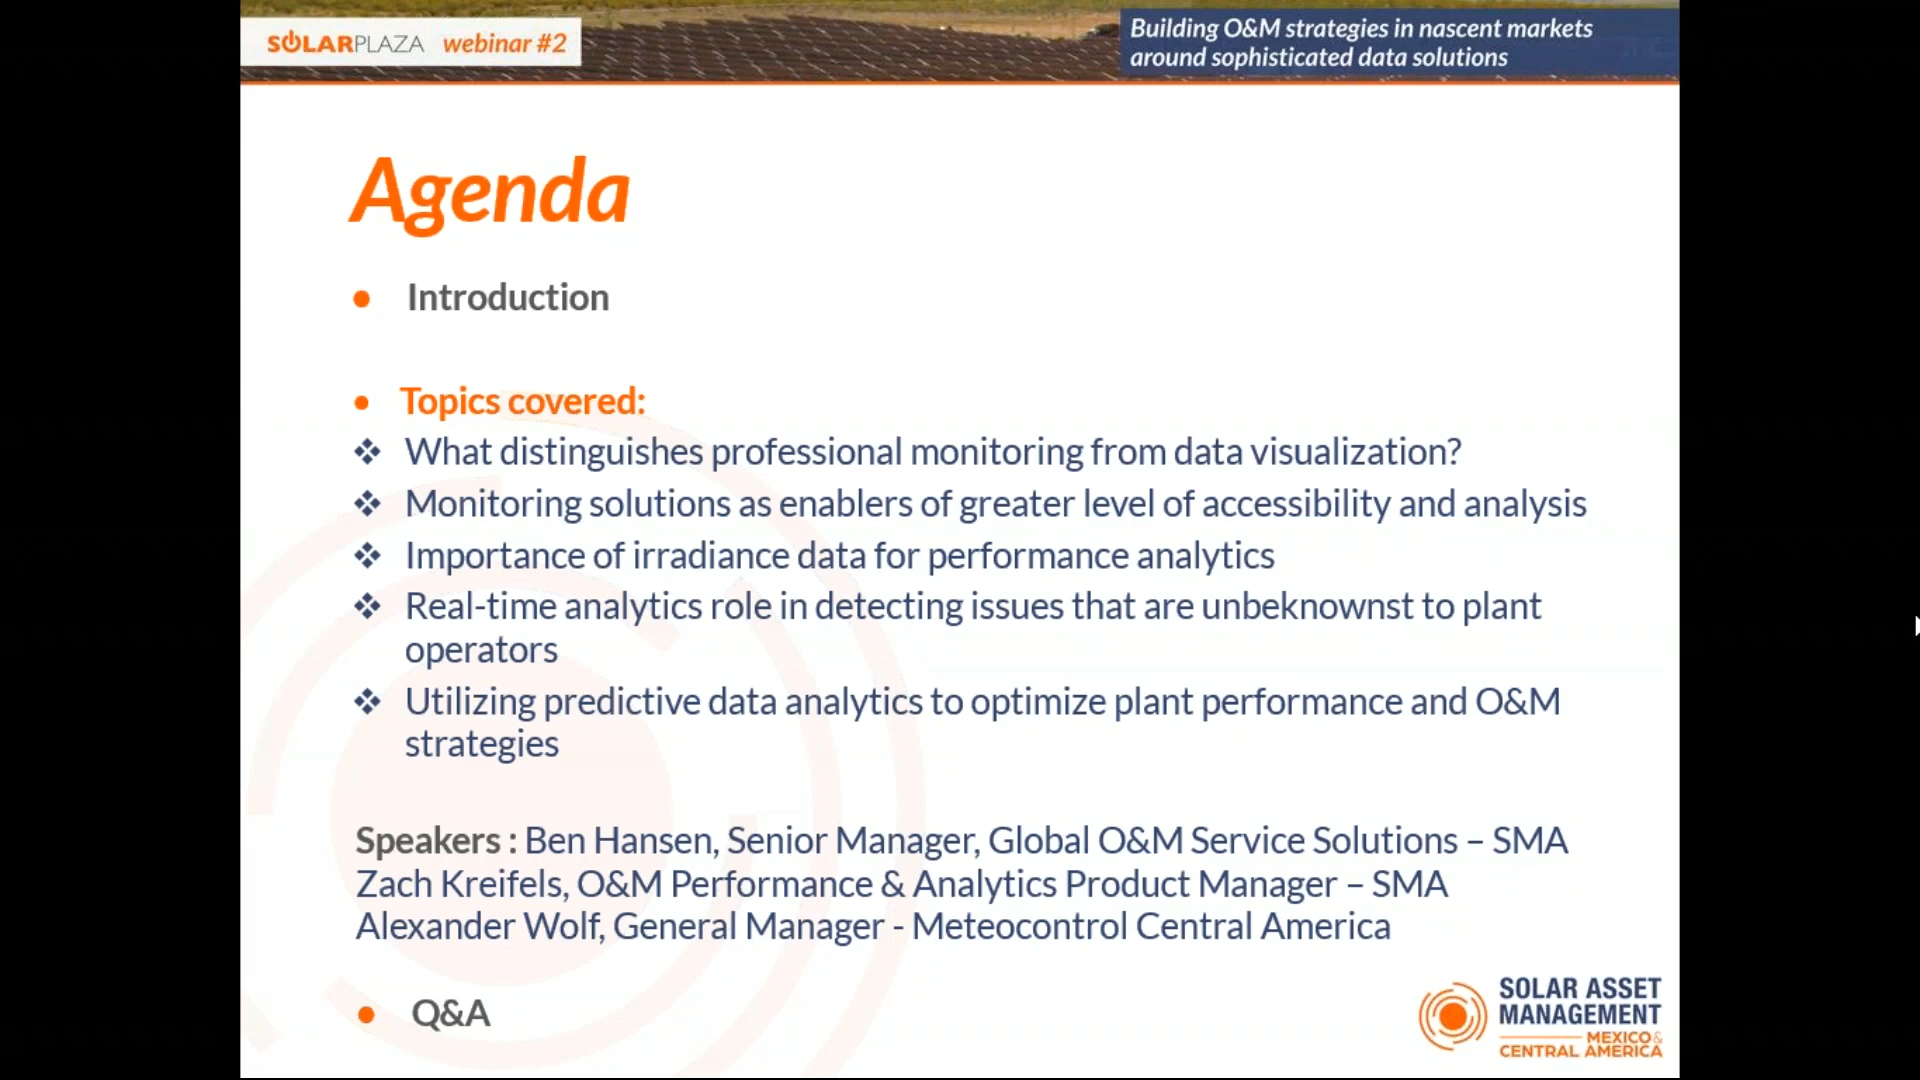 SOLARPLAZA webinar #2
Building O&M strategies in nascent markets
around sophisticated data solutions
Agenda
• Introduction
• Topics covered:
❖ What distinguishes professional monitoring from data visualization?
❖ Monitoring solutions as enablers of greater level of accessibility and analysis
❖ Importance of irradiance data for performance analytics
❖ Real-time analytics role in detecting issues that are unbeknownst to plant
operators
❖ Utilizing predictive data analytics to optimize plant performance and O&M
strategies
Speakers : Ben Hansen, Senior Manager, Global O&M Service Solutions – SMA
Zach Kreifels, O&M Performance & Analytics Product Manager – SMA
Alexander Wolf, General Manager - Meteocontrol Central America
• Q&A
SOLAR ASSET
MANAGEMENT
MEXICO&
CENTRAL AMERICA